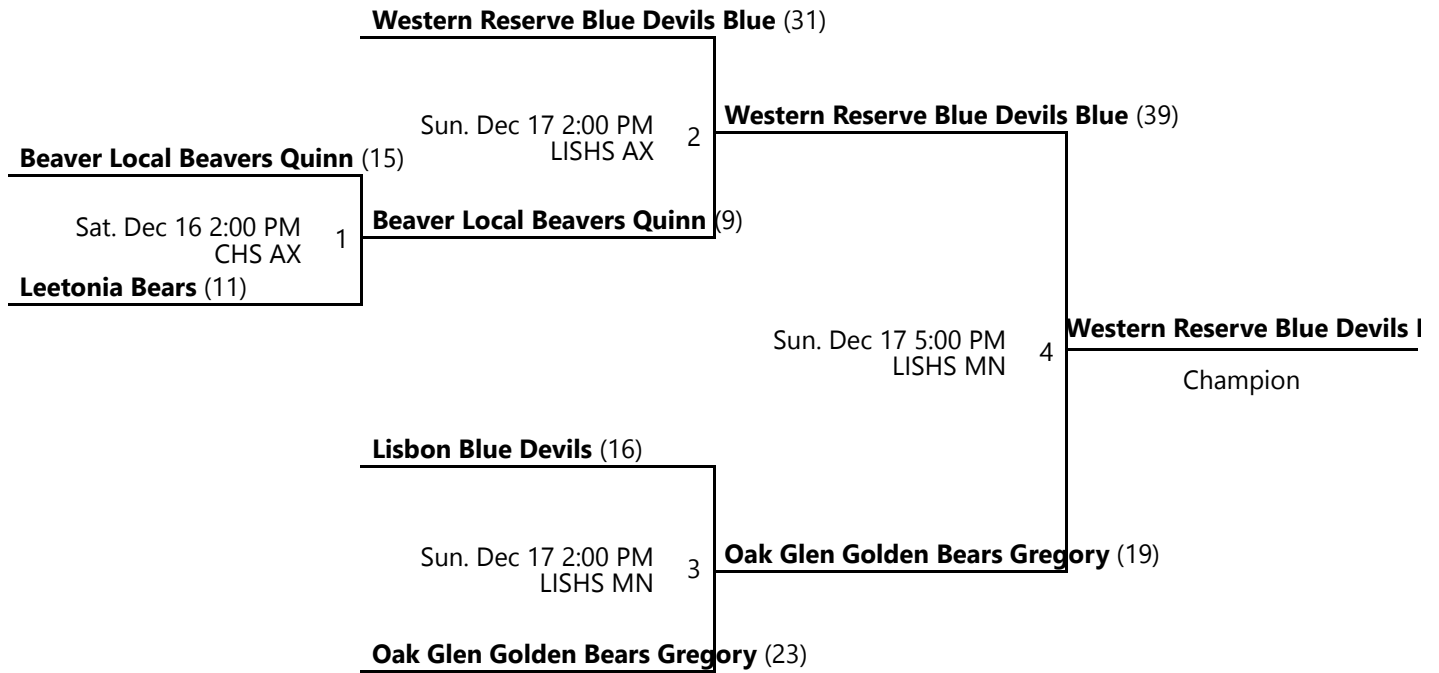 Western Reserve Blue Devils Blue (31)
Sun. Dec 17 2:00 PM
LISHS AX
2
Western Reserve Blue Devils Blue (39)
Beaver Local Beavers Quinn (15)
Sat. Dec 16 2:00 PM
CHS AX
1
Beaver Local Beavers Quinn (9)
Leetonia Bears (11)
Sun. Dec 17 5:00 PM
LISHS MN
4
Western Reserve Blue Devils
Champion
Lisbon Blue Devils (16)
Sun. Dec 17 2:00 PM
LISHS MN
3
Oak Glen Golden Bears Gregory (19)
Oak Glen Golden Bears Gregory (23)